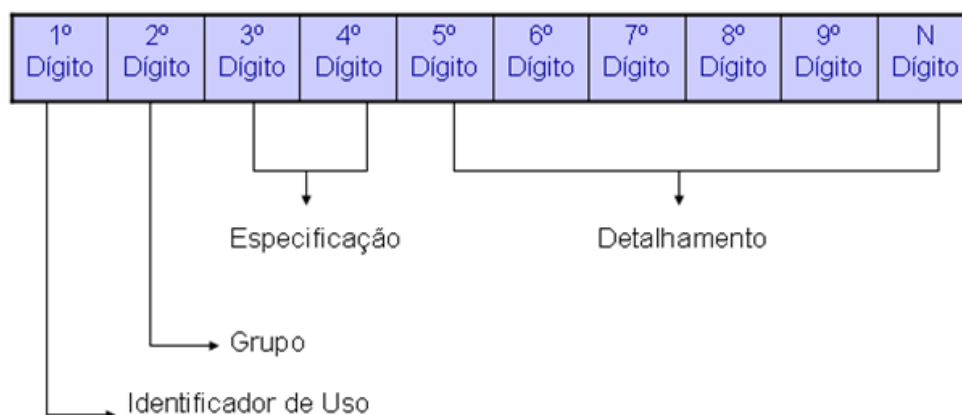 1º 2º 3º 4º 5º 6º 7º 8º 9º N
Dígito Dígito Dígito Dígito Dígito Dígito Dígito Dígito Dígito Dígito
Especificação Detalhamento
Grupo
Identificador de Uso